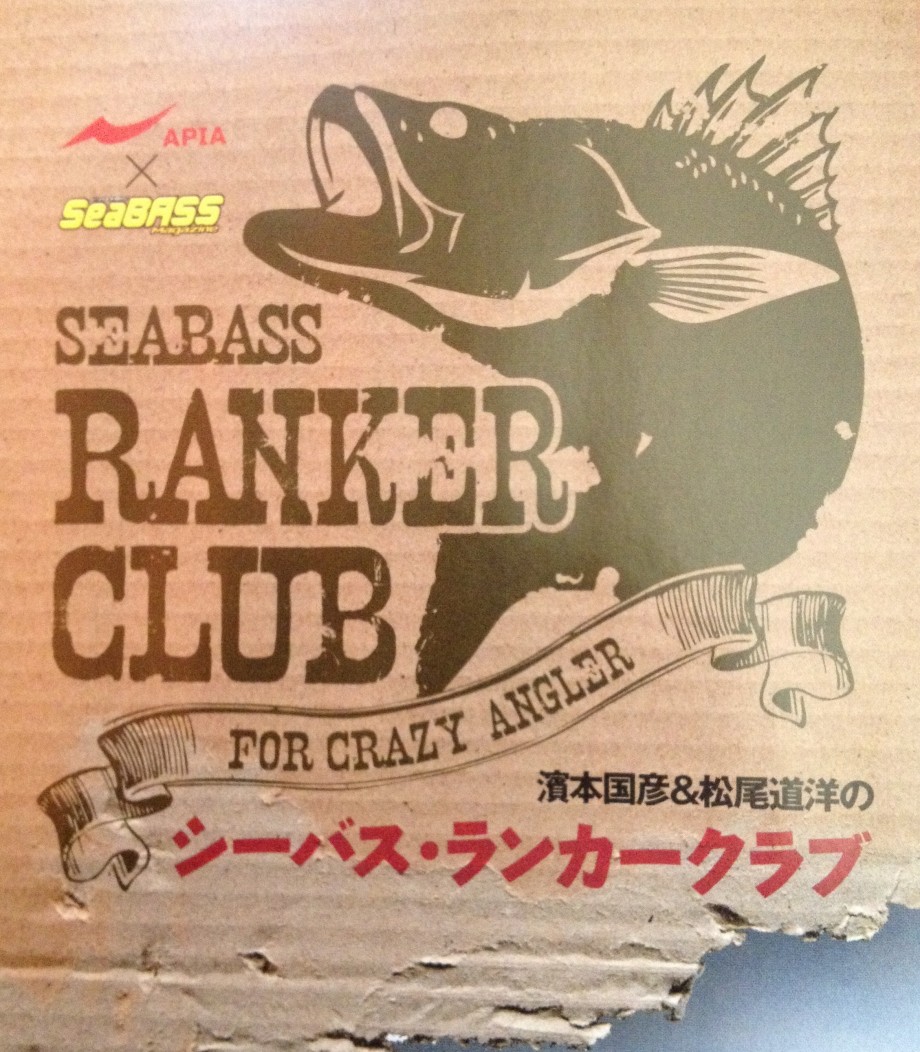 APIA
×
SeaBASS
Magazine
SEABASS
RANKER
CLUB
FOR CRAZY ANGLER
濱本国彦&松尾道洋の
シーバス・ランカークラブ